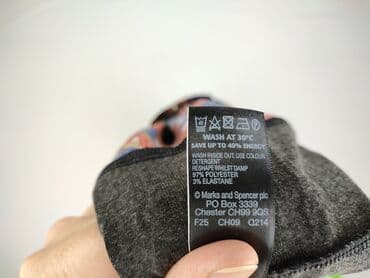 WASH AT 30°C
SAVE UP TO 40% ENERGY
WASH INSIDE OUT, USE COLOUR
DETERGENT
RESHAPE WHILST DAMP
97% POLYESTER
3% ELASTANE
© Marks and Spencer plc
PO Box 3339
Chester CH99 9QS
F25 CH09 Q214